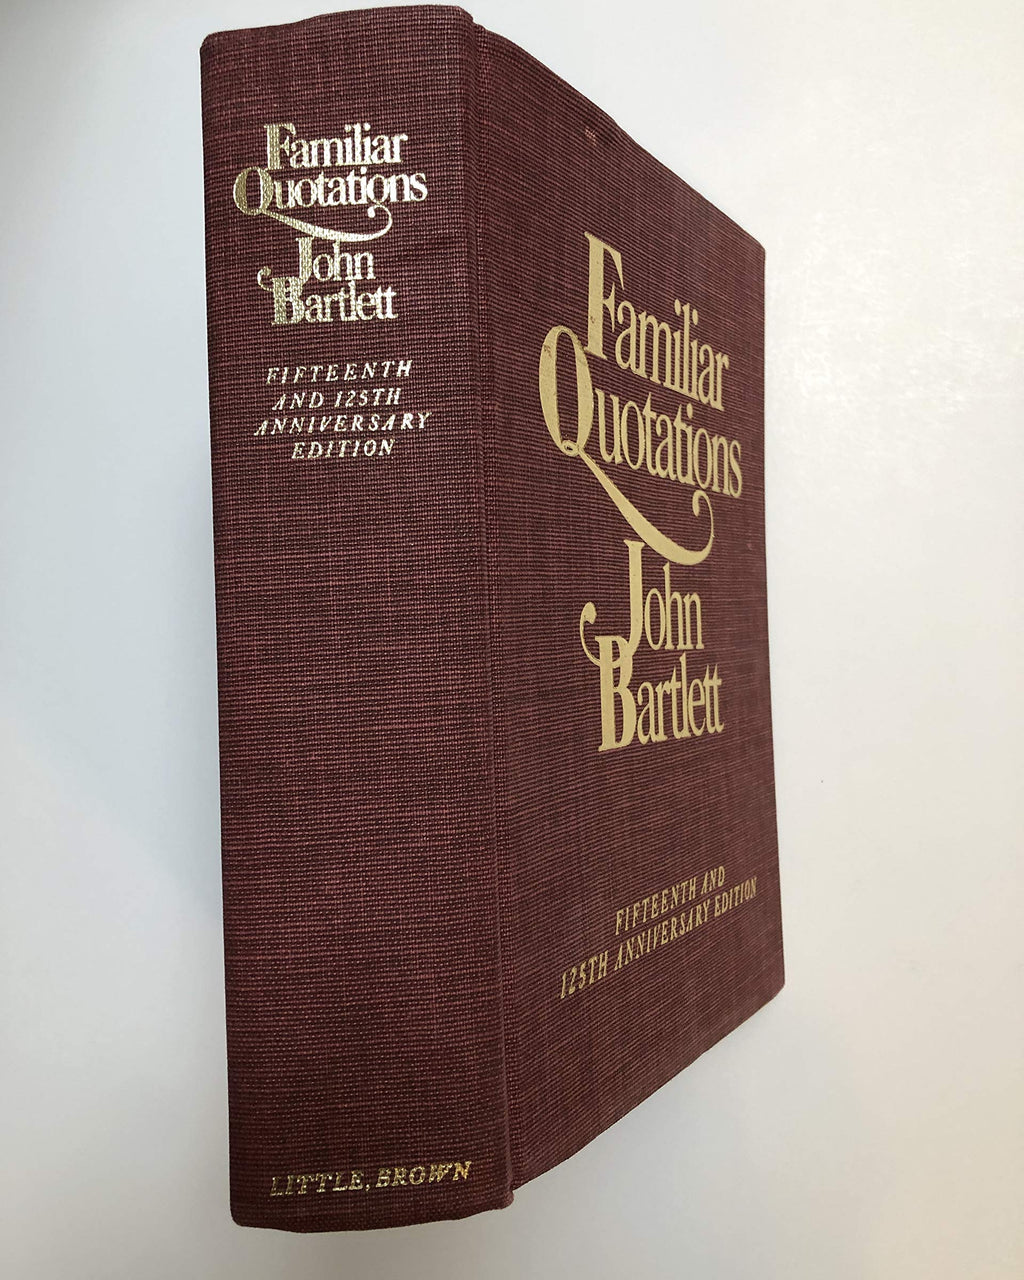 Familiar
Quotations
John
Bartlett
FIFTEENTH
AND 125TH
ANNIVERSARY
EDITION
LITTLE, BROWN
Familiar
Quotations
John
Bartlett
FIFTEENTH AND
125TH ANNIVERSARY EDITION